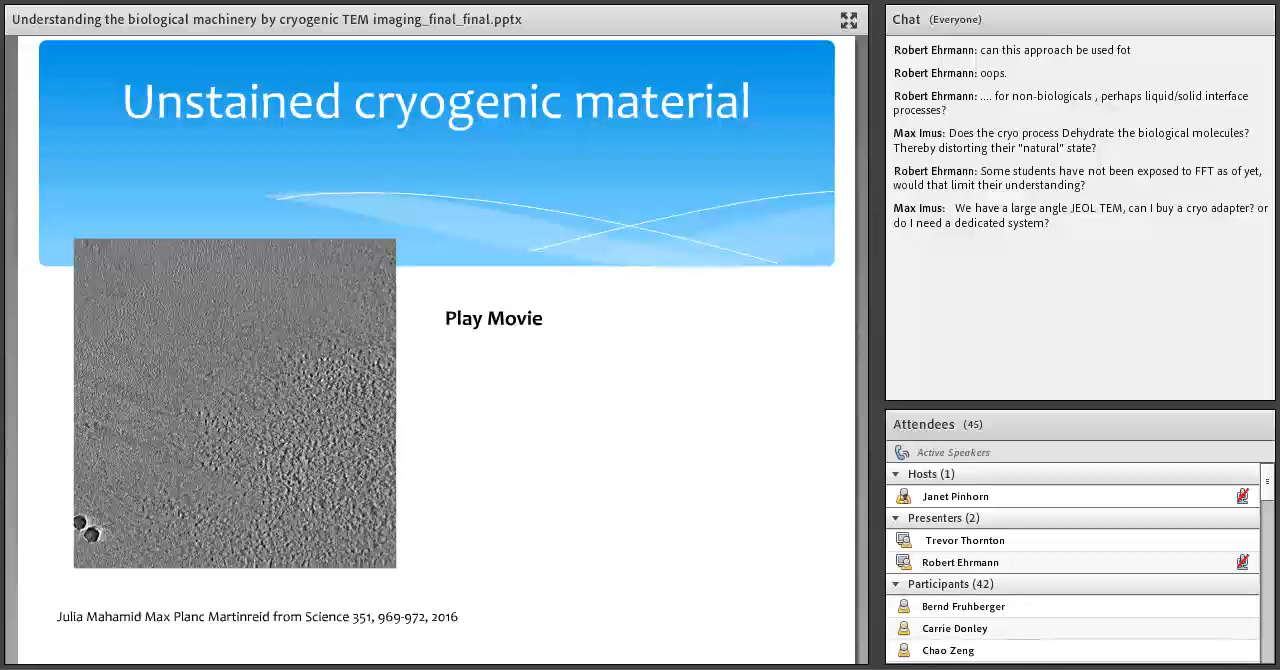 Understanding the biological machinery by cryogenic TEM imaging_final_final.pptx
Unstained cryogenic material
Play Movie
Julia Mahamid Max Planc Martinreid from Science 351, 969-972, 2016
Chat (Everyone)
Robert Ehrmann: can this approach be used fot
Robert Ehrmann: oops.
Robert Ehrmann: .... for non-biologicals , perhaps liquid/solid interface
processes?
Max Imus: Does the cryo process Dehydrate the biological molecules?
Thereby distorting their "natural" state?
Robert Ehrmann: Some students have not been exposed to FFT as of yet,
would that limit their understanding?
Max Imus: We have a large angle JEOL TEM, can I buy a cryo adapter? or
do I need a dedicated system?
Attendees (45)
Active Speakers
Hosts (1)
Janet Pinhorn
Presenters (2)
Trevor Thornton
Robert Ehrmann
Participants (42)
Bernd Fruhberger
Carrie Donley
Chao Zeng